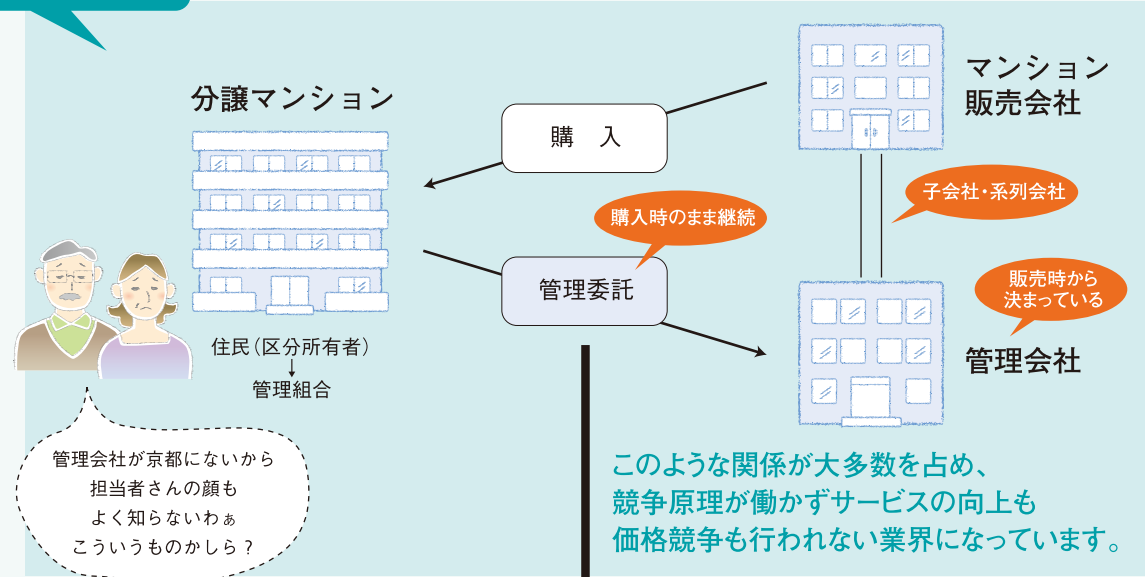 分譲マンション
購　入
マンション
販売会社
子会社・系列会社
購入時のまま継続
管理委託
販売時から
決まっている
管理会社
住民（区分所有者）
↓
管理組合
管理会社が京都にないから
担当者さんの顔も
よく知らないわぁ
こういうものかしら？
このような関係が大多数を占め、
競争原理が働かずサービスの向上も
価格競争も行われない業界になっています。